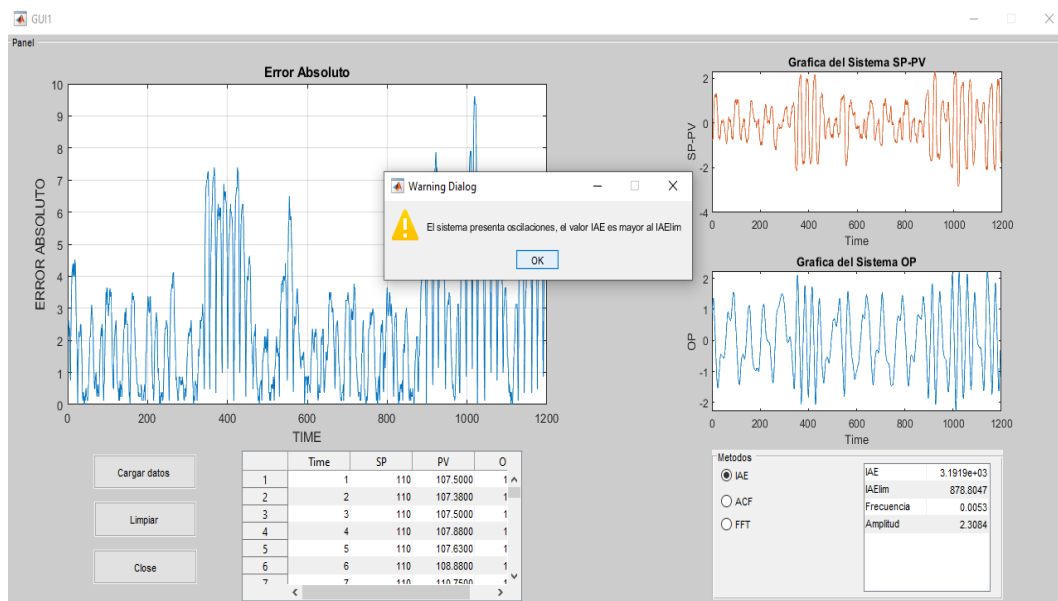 GUI1
Panel
Error Absoluto
10
9
8
7
6
5
4
3
2
1
0
ERROR ABSOLUTO
0 200 400 600 800 1000 1200
TIME
Grafica del Sistema SP-PV
2
0
-2
-4
SP-PV
0 200 400 600 800 1000 1200
Time
Warning Dialog
El sistema presenta oscilaciones, el valor IAE es mayor al IAElim
OK
Grafica del Sistema OP
2
1
0
-1
-2
OP
0 200 400 600 800 1000 1200
Time
Cargar datos
Limpiar
Close
Time SP PV O
1 1 110 107.5000 1
2 2 110 107.3800 1
3 3 110 107.5000 1
4 4 110 107.8800 1
5 5 110 107.6300 1
6 6 110 108.8800 1
7 7 110 110.7500 1
Metodos
IAE
ACF
FFT
IAE 3.1919e+03
IAElim 878.8047
Frecuencia 0.0053
Amplitud 2.3084